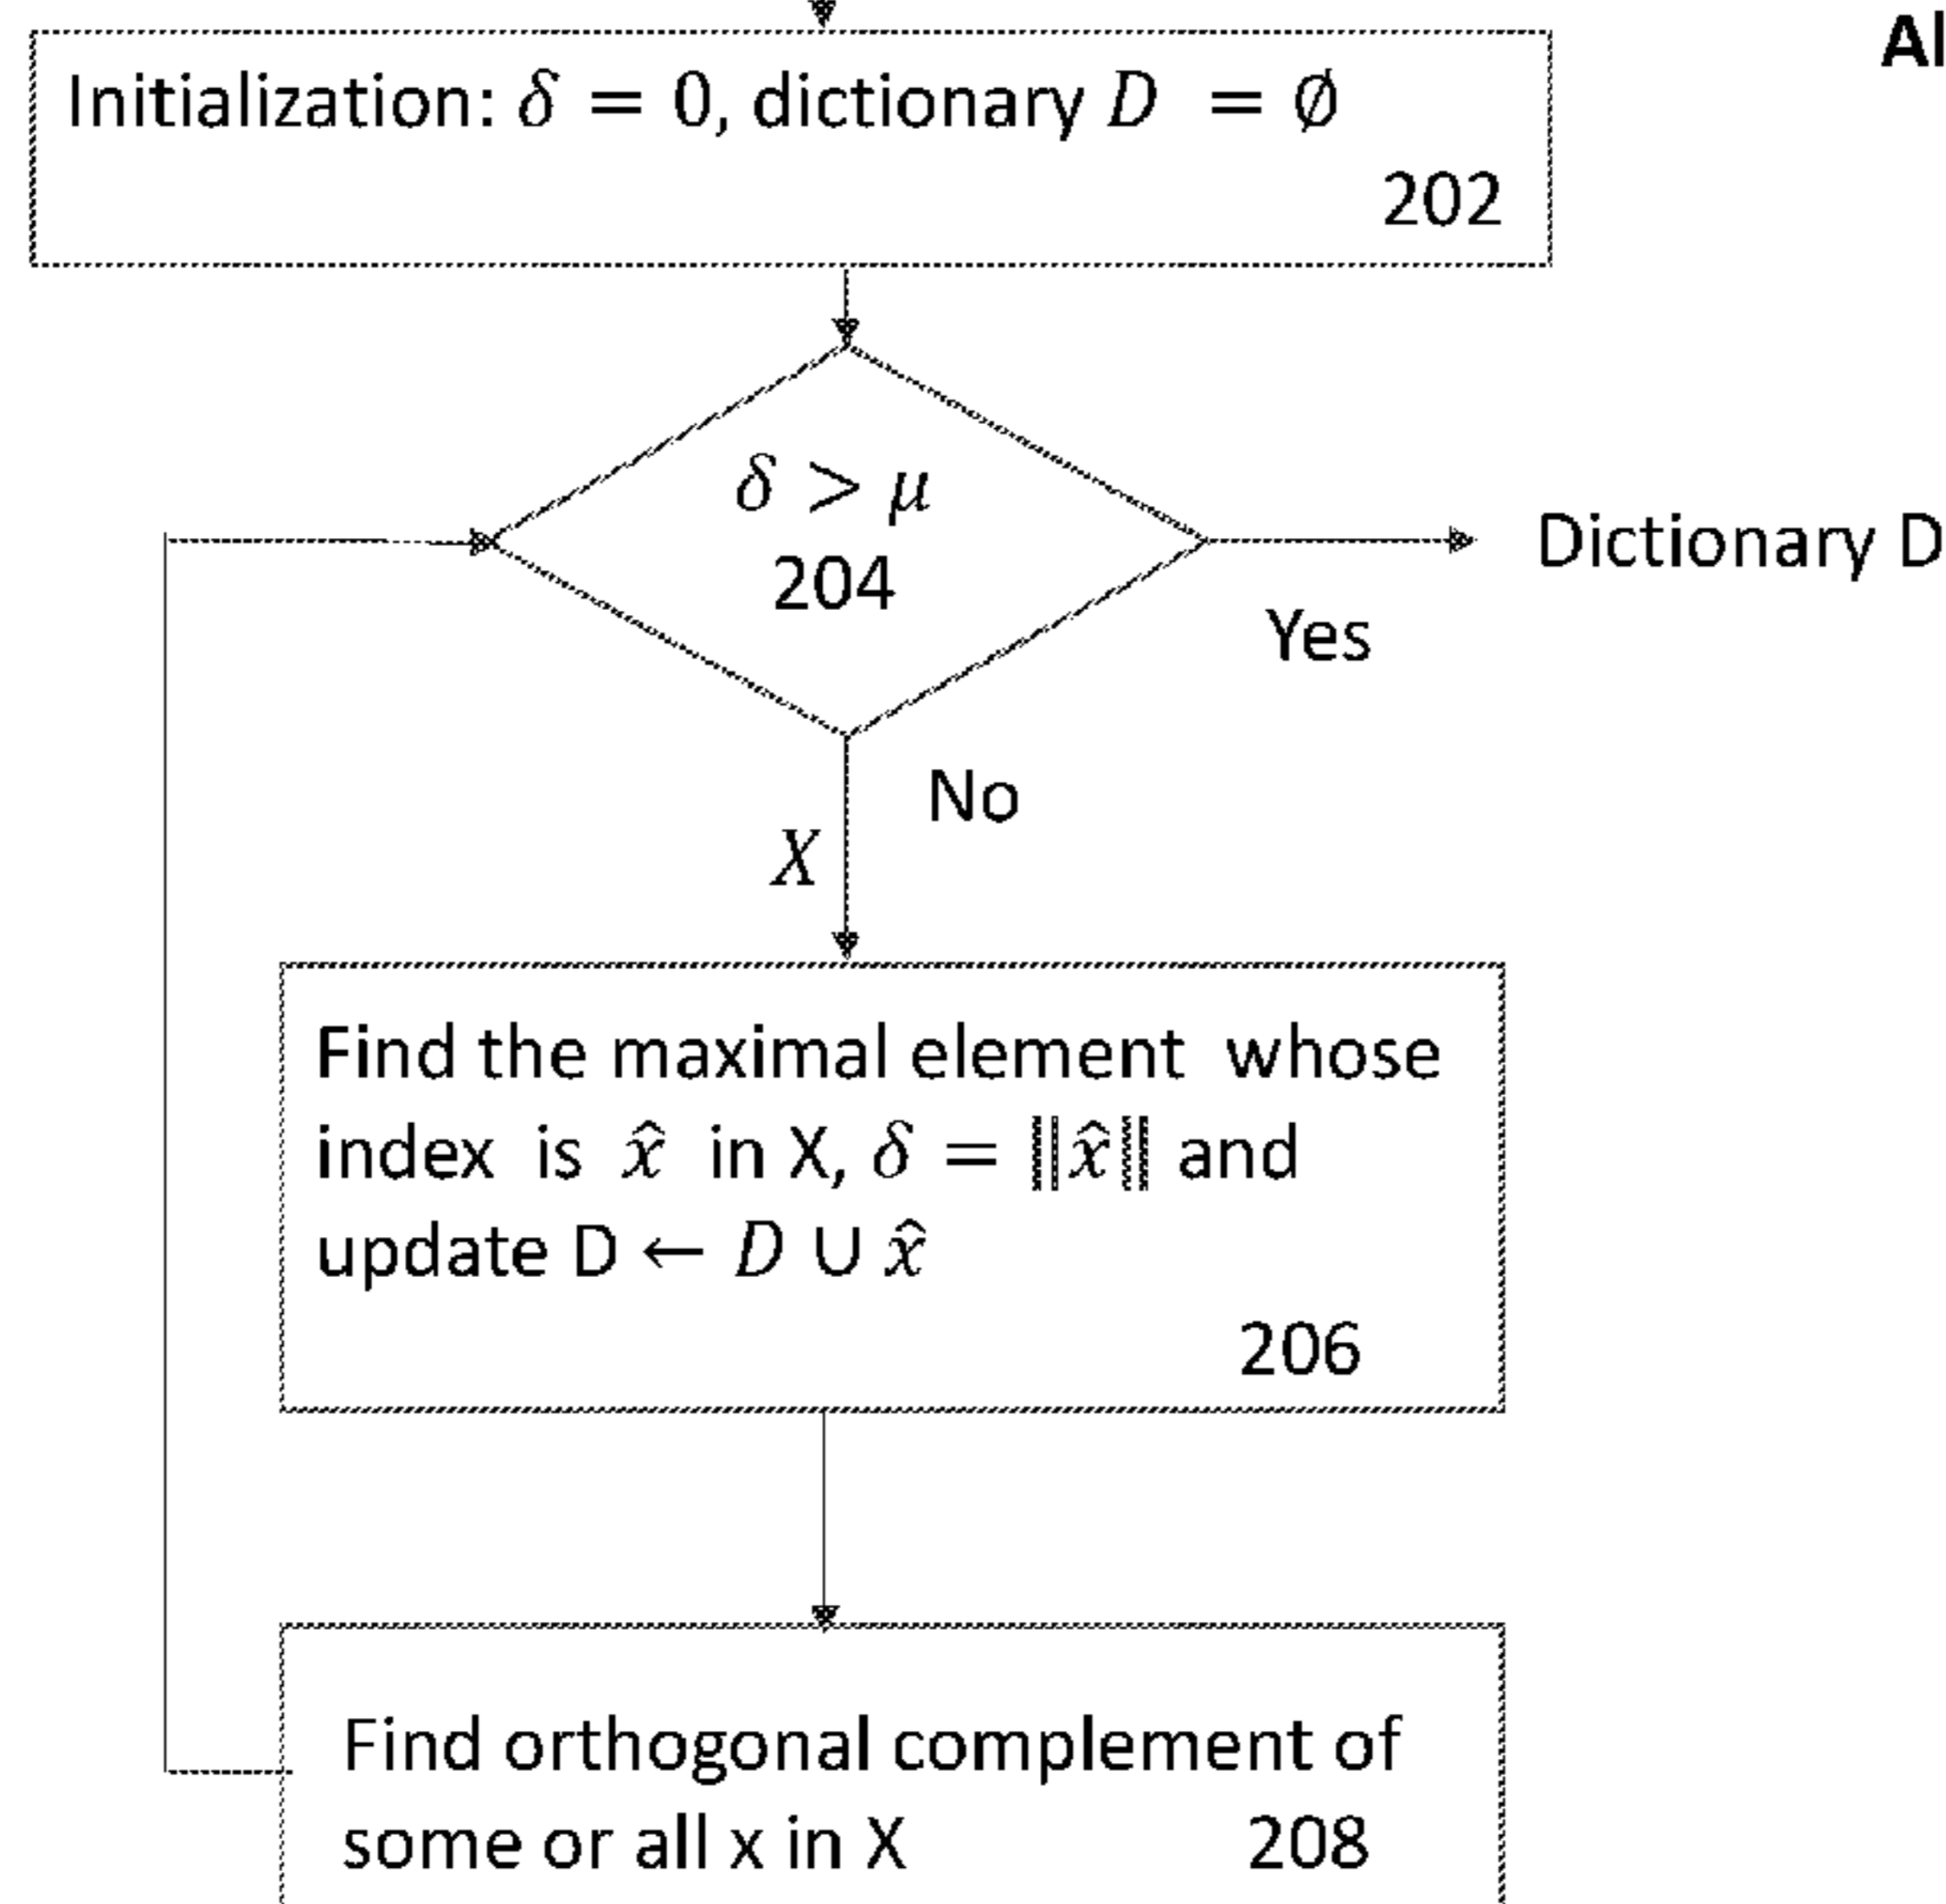 Al
Initialization: δ = 0, dictionary D = ∅
202
δ > μ
204
Dictionary D
Yes
No
X
Find the maximal element whose
index is x̂ in X, δ = ‖x̂‖ and
update D ← D ∪ x̂
206
Find orthogonal complement of
some or all x in X 208